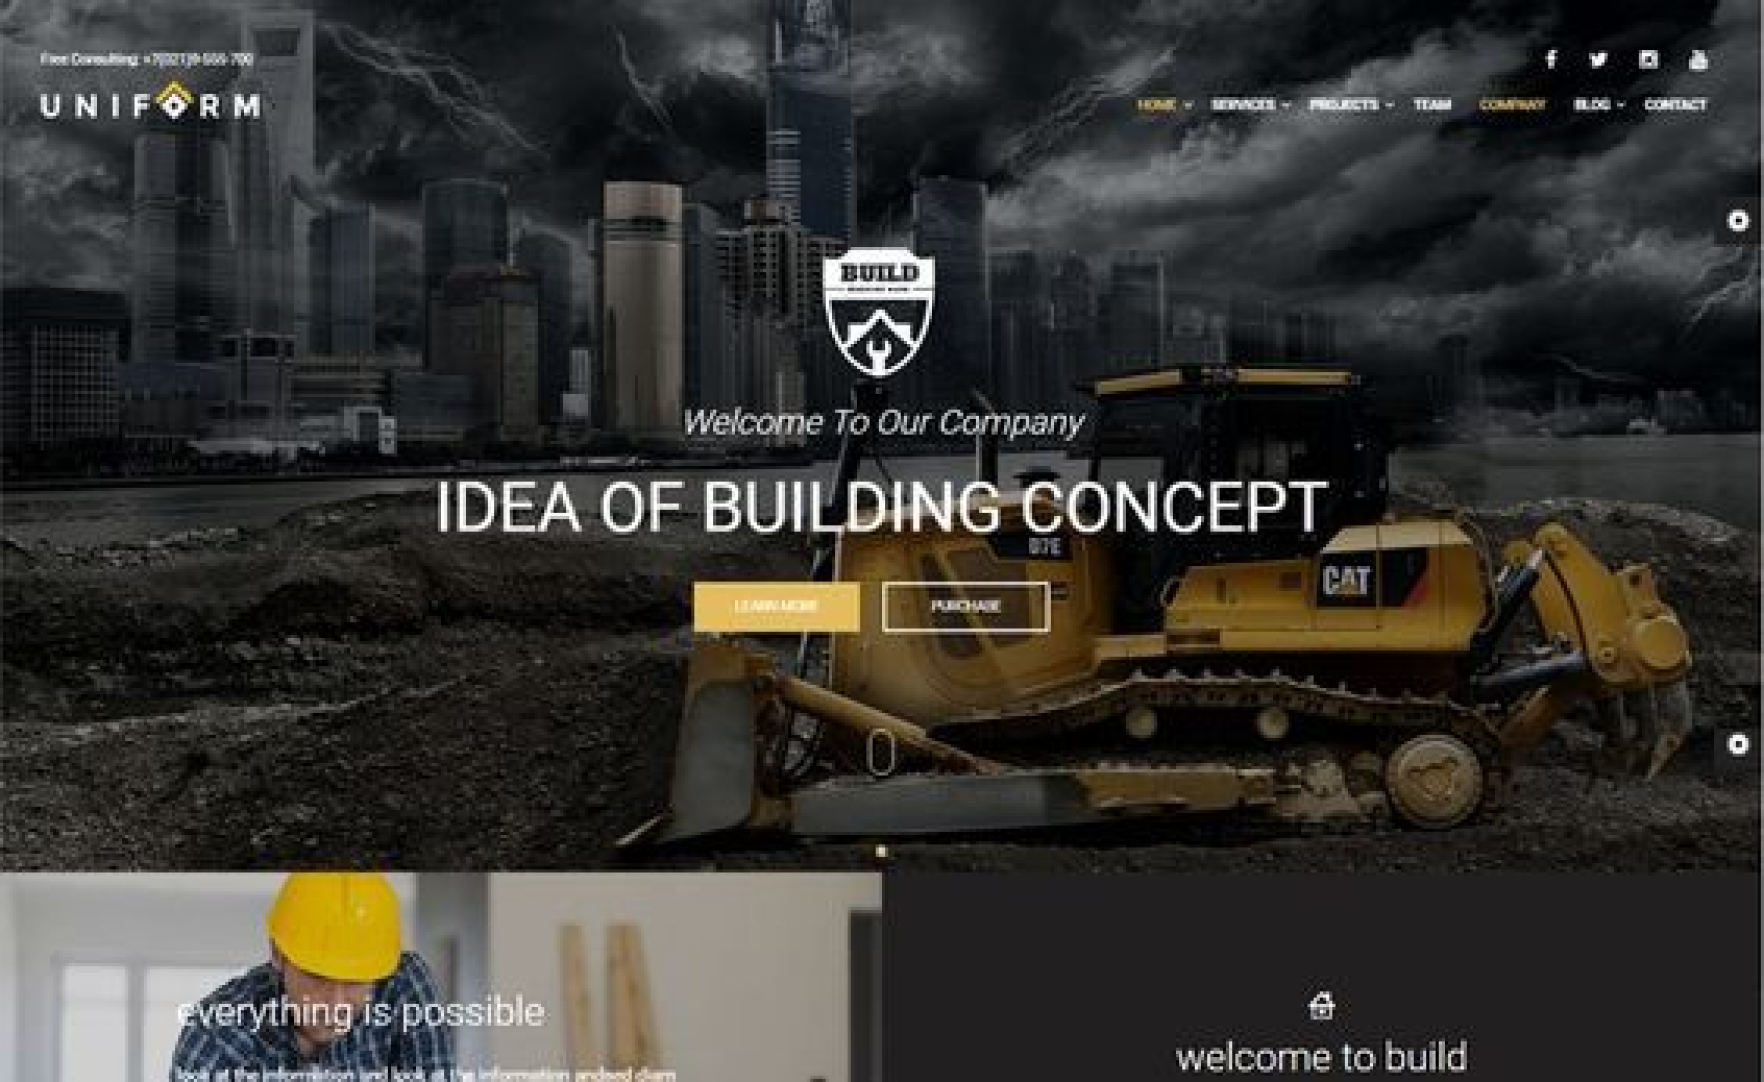 Free Consulting: +7(021)9-555-700
UNIFORM
HOME SERVICES PROJECTS TEAM COMPANY BLOG CONTACT
BUILD
Welcome To Our Company
IDEA OF BUILDING CONCEPT
D7E
CAT
LEARN MORE PURCHASE
everything is possible
welcome to build
look at the information and look at the information